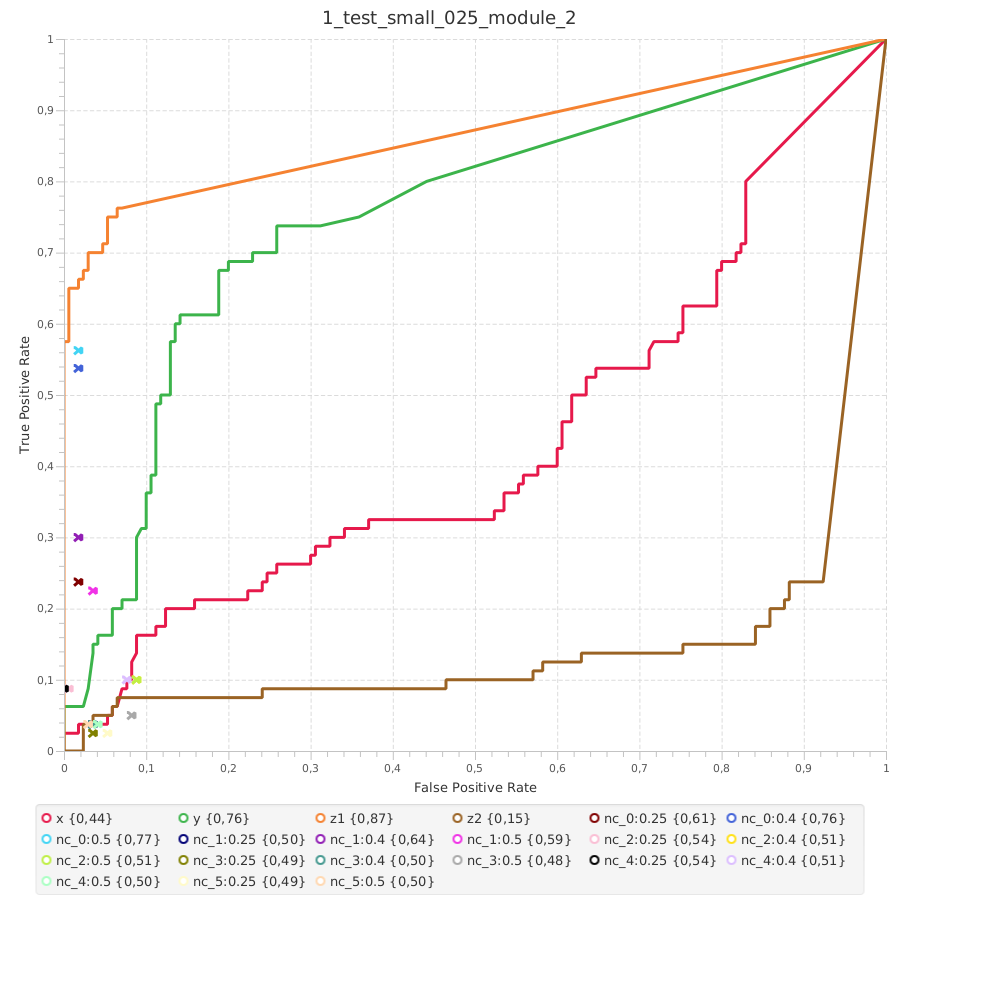 1_test_small_025_module_2
1
0,9
0,8
0,7
0,6
0,5
0,4
0,3
0,2
0,1
0
True Positive Rate
0 0,1 0,2 0,3 0,4 0,5 0,6 0,7 0,8 0,9 1
False Positive Rate
x {0,44} y {0,76} z1 {0,87} z2 {0,15} nc_0:0.25 {0,61} nc_0:0.4 {0,76}
nc_0:0.5 {0,77} nc_1:0.25 {0,50} nc_1:0.4 {0,64} nc_1:0.5 {0,59} nc_2:0.25 {0,54} nc_2:0.4 {0,51}
nc_2:0.5 {0,51} nc_3:0.25 {0,49} nc_3:0.4 {0,50} nc_3:0.5 {0,48} nc_4:0.25 {0,54} nc_4:0.4 {0,51}
nc_4:0.5 {0,50} nc_5:0.25 {0,49} nc_5:0.5 {0,50}